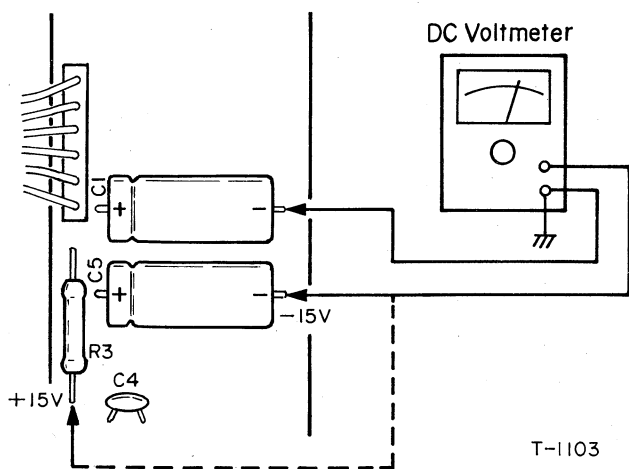 DC Voltmeter
C1
+
−
C5
+
−
−15V
R3
+15V
C4
T-1103